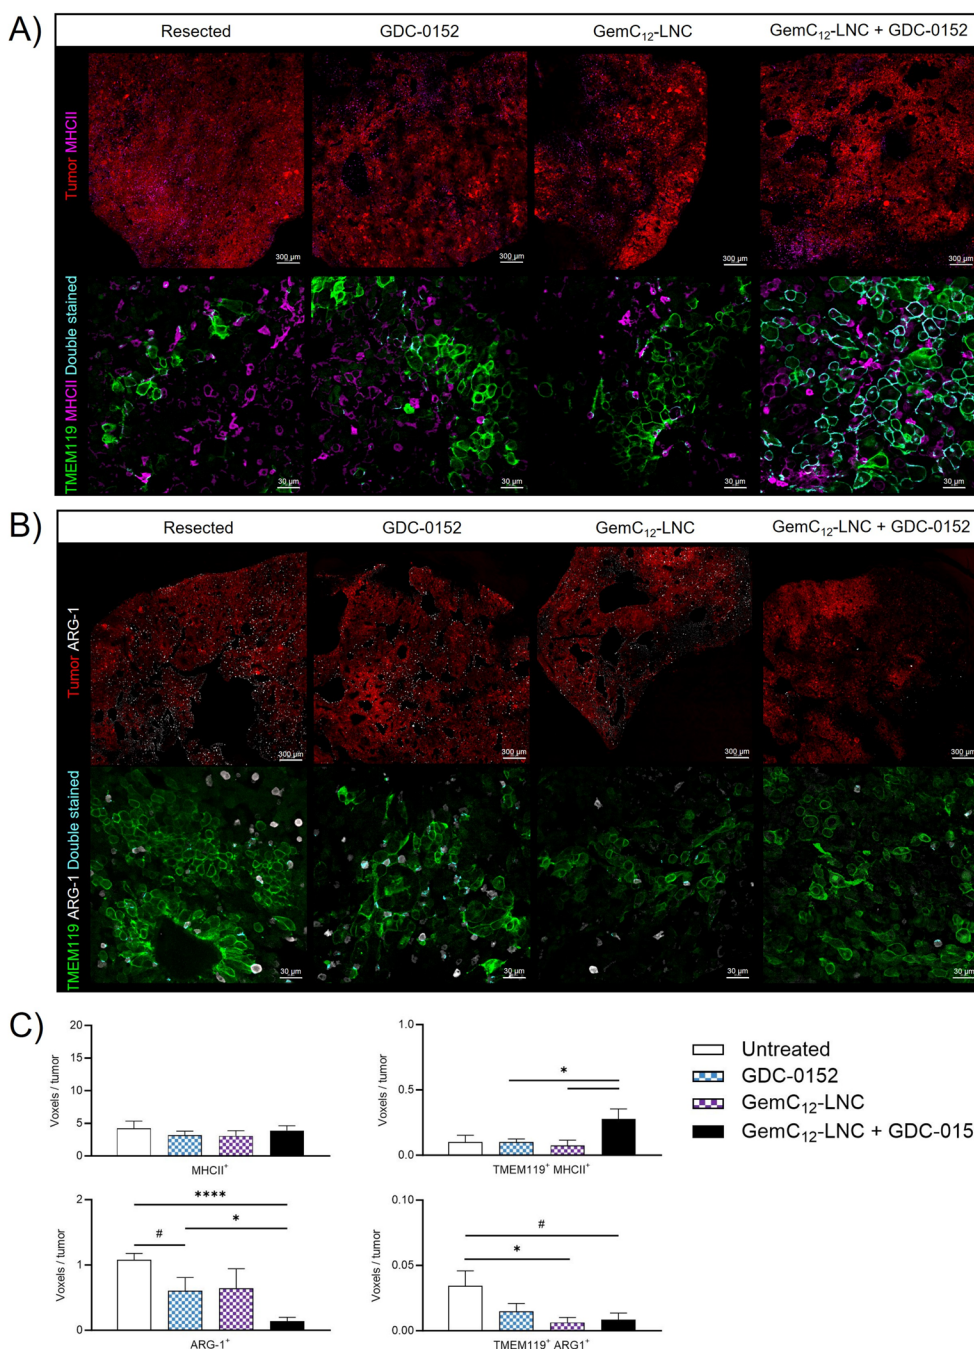 A)
Resected GDC-0152 GemC₁₂-LNC GemC₁₂-LNC + GDC-0152
Tumor MHCII
300 µm 300 µm 300 µm 300 µm
TMEM119 MHCII Double stained
30 µm 30 µm 30 µm 30 µm
B)
Resected GDC-0152 GemC₁₂-LNC GemC₁₂-LNC + GDC-0152
Tumor ARG-1
300 µm 300 µm 300 µm 300 µm
TMEM119 ARG-1 Double stained
30 µm 30 µm 30 µm 30 µm
C)
Voxels / tumor
20
15
10
5
0
MHCII⁺
Voxels / tumor
1.0
0.5
0.0
*
TMEM119⁺ MHCII⁺
Untreated
GDC-0152
GemC₁₂-LNC
GemC₁₂-LNC + GDC-015
Voxels / tumor
2
1
0
****
*
#
ARG-1⁺
Voxels / tumor
0.10
0.05
0.00
#
*
TMEM119⁺ ARG1⁺